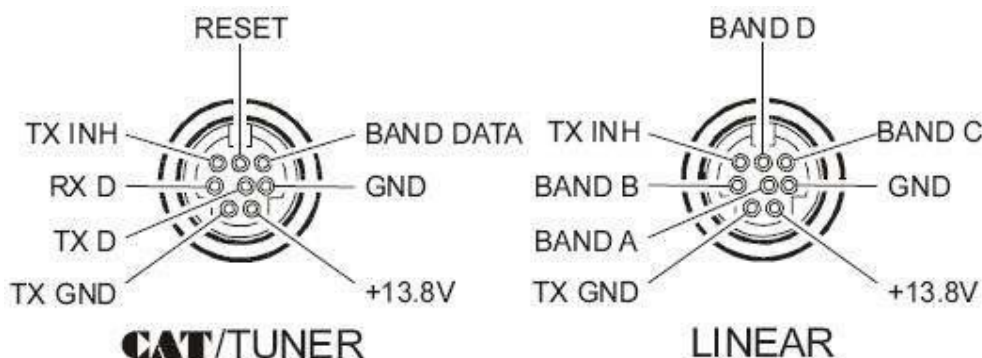 RESET
TX INH
BAND DATA
RX D
GND
TX D
TX GND
+13.8V
CAT/TUNER
BAND D
TX INH
BAND C
BAND B
GND
BAND A
TX GND
+13.8V
LINEAR